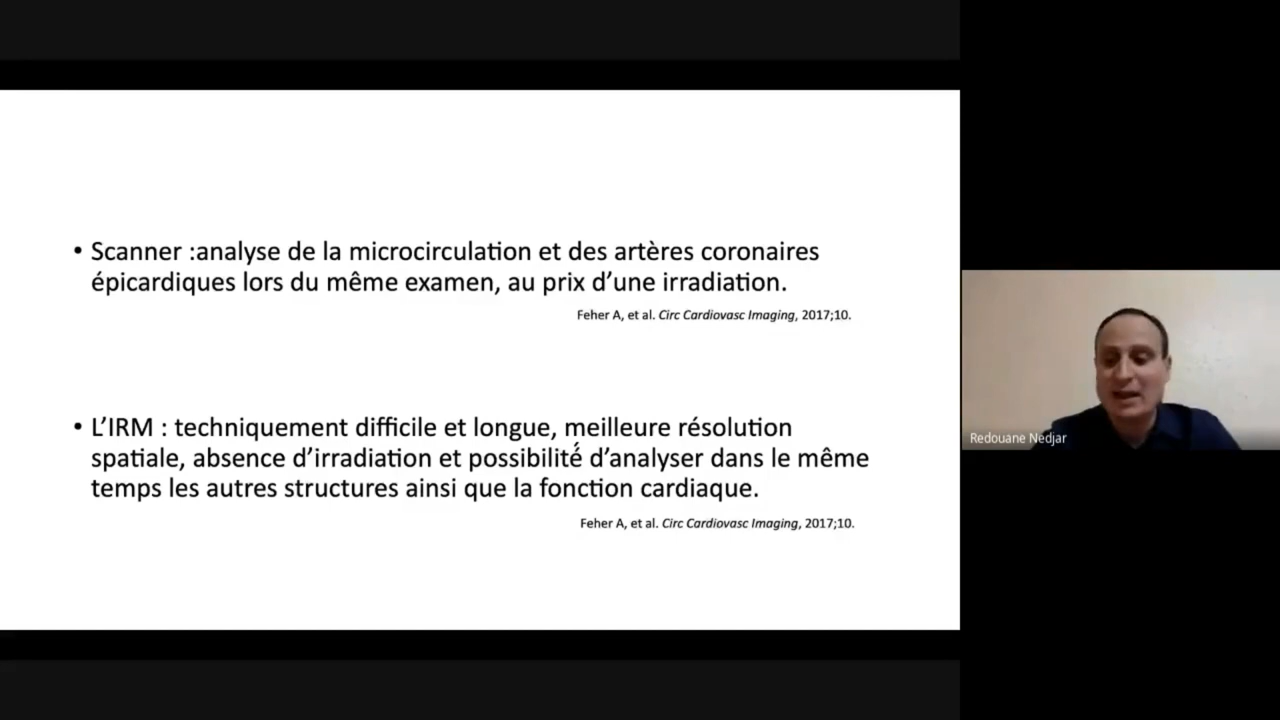 • Scanner :analyse de la microcirculation et des artères coronaires
épicardiques lors du même examen, au prix d’une irradiation.
Feher A, et al. Circ Cardiovasc Imaging, 2017;10.
• L’IRM : techniquement difficile et longue, meilleure résolution
spatiale, absence d’irradiation et possibilité́ d’analyser dans le même
temps les autres structures ainsi que la fonction cardiaque.
Feher A, et al. Circ Cardiovasc Imaging, 2017;10.
Redouane Nedjar